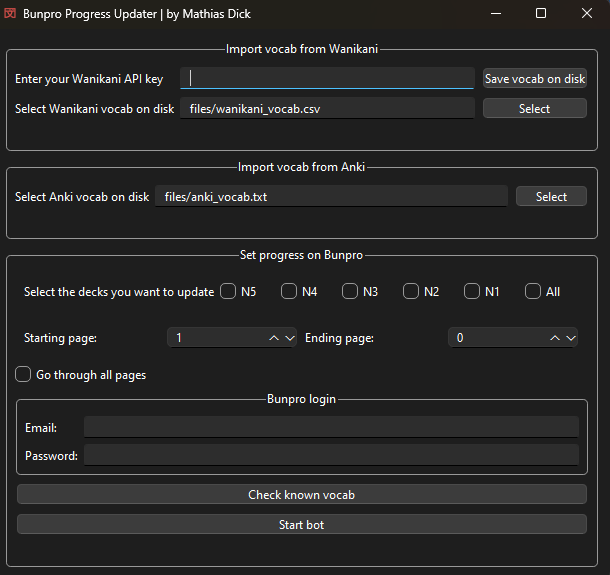 Bunpro Progress Updater | by Mathias Dick
Import vocab from Wanikani
Enter your Wanikani API key Save vocab on disk
Select Wanikani vocab on disk files/wanikani_vocab.csv Select
Import vocab from Anki
Select Anki vocab on disk files/anki_vocab.txt Select
Set progress on Bunpro
Select the decks you want to update N5 N4 N3 N2 N1 All
Starting page: 1 Ending page: 0
Go through all pages
Bunpro login
Email:
Password:
Check known vocab
Start bot